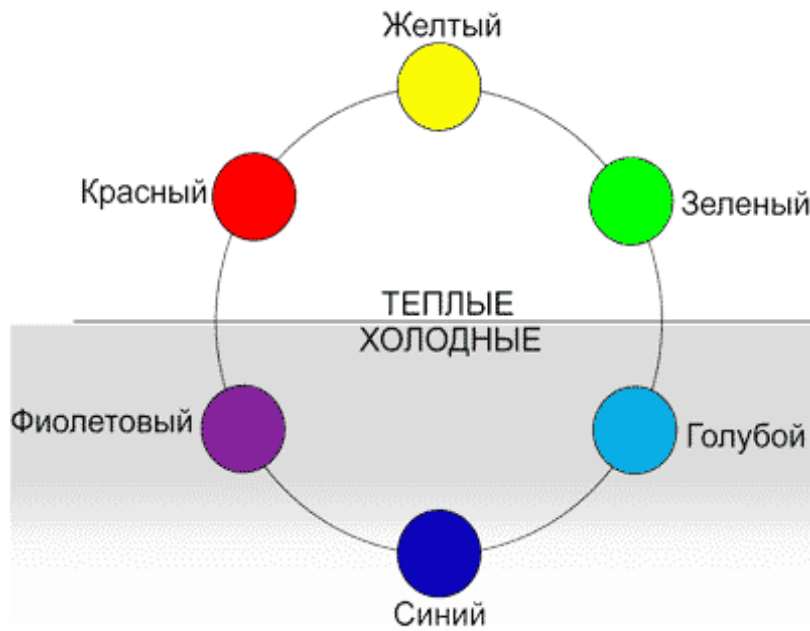 Желтый
Красный
Зеленый
ТЕПЛЫЕ
ХОЛОДНЫЕ
Фиолетовый
Голубой
Синий